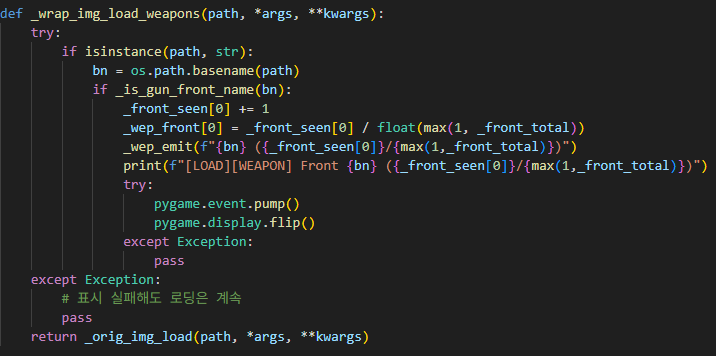 def _wrap_img_load_weapons(path, *args, **kwargs):
    try:
        if isinstance(path, str):
            bn = os.path.basename(path)
            if _is_gun_front_name(bn):
                _front_seen[0] += 1
                _wep_front[0] = _front_seen[0] / float(max(1, _front_total))
                _wep_emit(f"{bn} ({_front_seen[0]}/{max(1,_front_total)})")
                print(f"[LOAD][WEAPON] Front {bn} ({_front_seen[0]}/{max(1,_front_total)})")
                try:
                    pygame.event.pump()
                    pygame.display.flip()
                except Exception:
                    pass
    except Exception:
        # 표시 실패해도 로딩은 계속
        pass
    return _orig_img_load(path, *args, **kwargs)